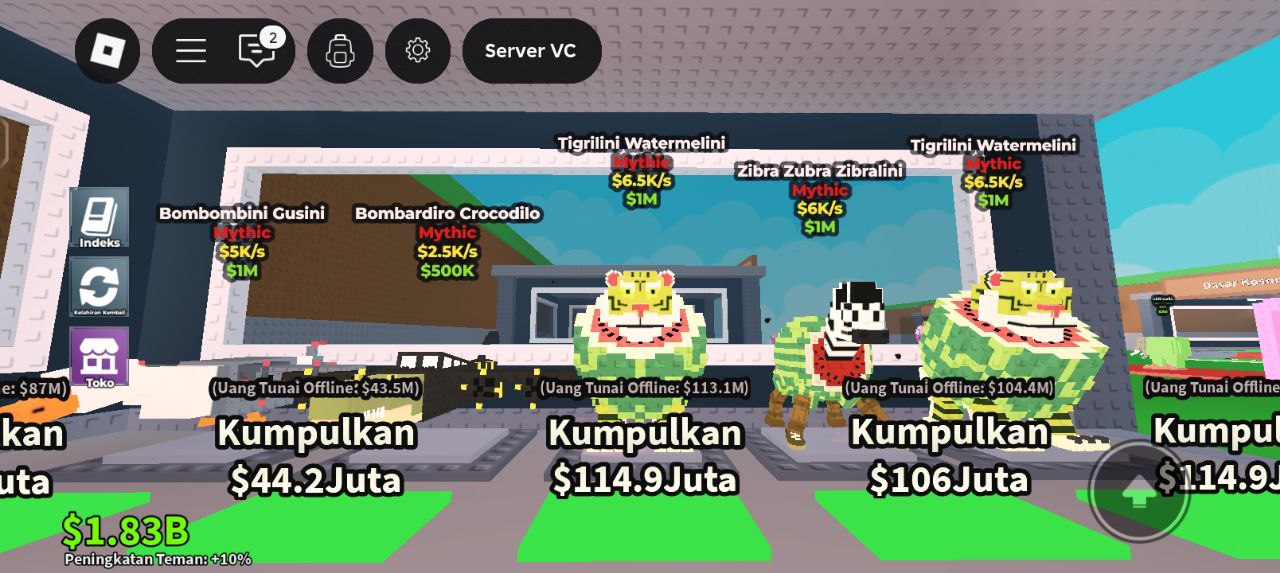 2
Server VC
Tigrilini Watermelini
Mythic
$6.5K/s
$1M
Tigrilini Watermelini
Mythic
$6.5K/s
$1M
Zibra Zubra Zibralini
Mythic
$6K/s
$1M
Bombombini Gusini
Mythic
$5K/s
$1M
Bombardiro Crocodilo
Mythic
$2.5K/s
$500K
Indeks
Kelahiran Kembali
Toko
Dasar
ne: $87M)
(Uang Tunai Offline: $43.5M)
(Uang Tunai Offline: $113.1M)
(Uang Tunai Offline: $104.4M)
(Uang Tunai Offline
kan
Kumpulkan
Kumpulkan
Kumpulkan
Kumpul
uta
$44.2Juta
$114.9Juta
$106Juta
$114.9J
$1.83B
Peningkatan Teman: +10%